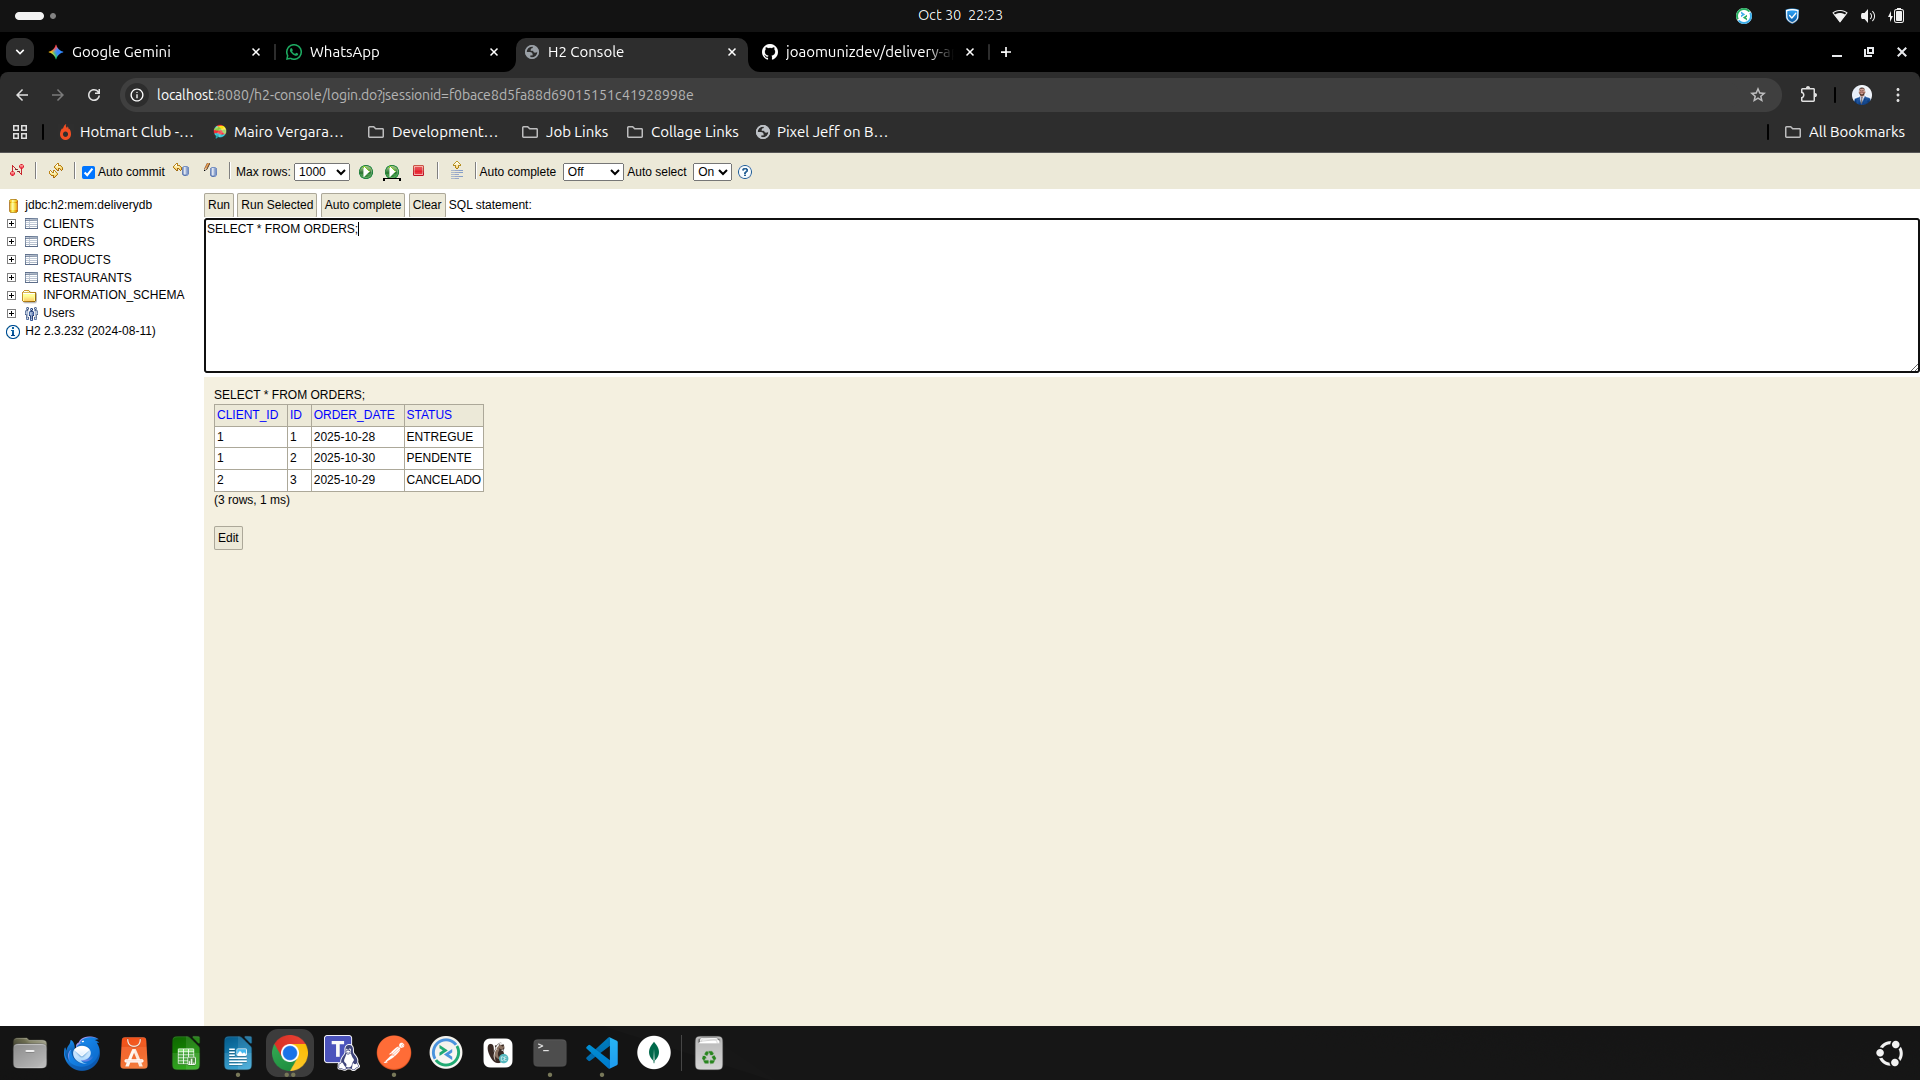 Oct 30 22:23
Google Gemini
WhatsApp
H2 Console
joaomunizdev/delivery-a
localhost:8080/h2-console/login.do?jsessionid=f0bace8d5fa88d69015151c41928998e
Hotmart Club -...
Mairo Vergara...
Development...
Job Links
Collage Links
Pixel Jeff on B...
All Bookmarks
Auto commit
Max rows: 1000
Auto complete Off
Auto select On
jdbc:h2:mem:deliverydb
CLIENTS
ORDERS
PRODUCTS
RESTAURANTS
INFORMATION_SCHEMA
Users
H2 2.3.232 (2024-08-11)
Run Run Selected Auto complete Clear SQL statement:
SELECT * FROM ORDERS;
SELECT * FROM ORDERS;
CLIENT_ID ID ORDER_DATE STATUS
1 1 2025-10-28 ENTREGUE
1 2 2025-10-30 PENDENTE
2 3 2025-10-29 CANCELADO
(3 rows, 1 ms)
Edit